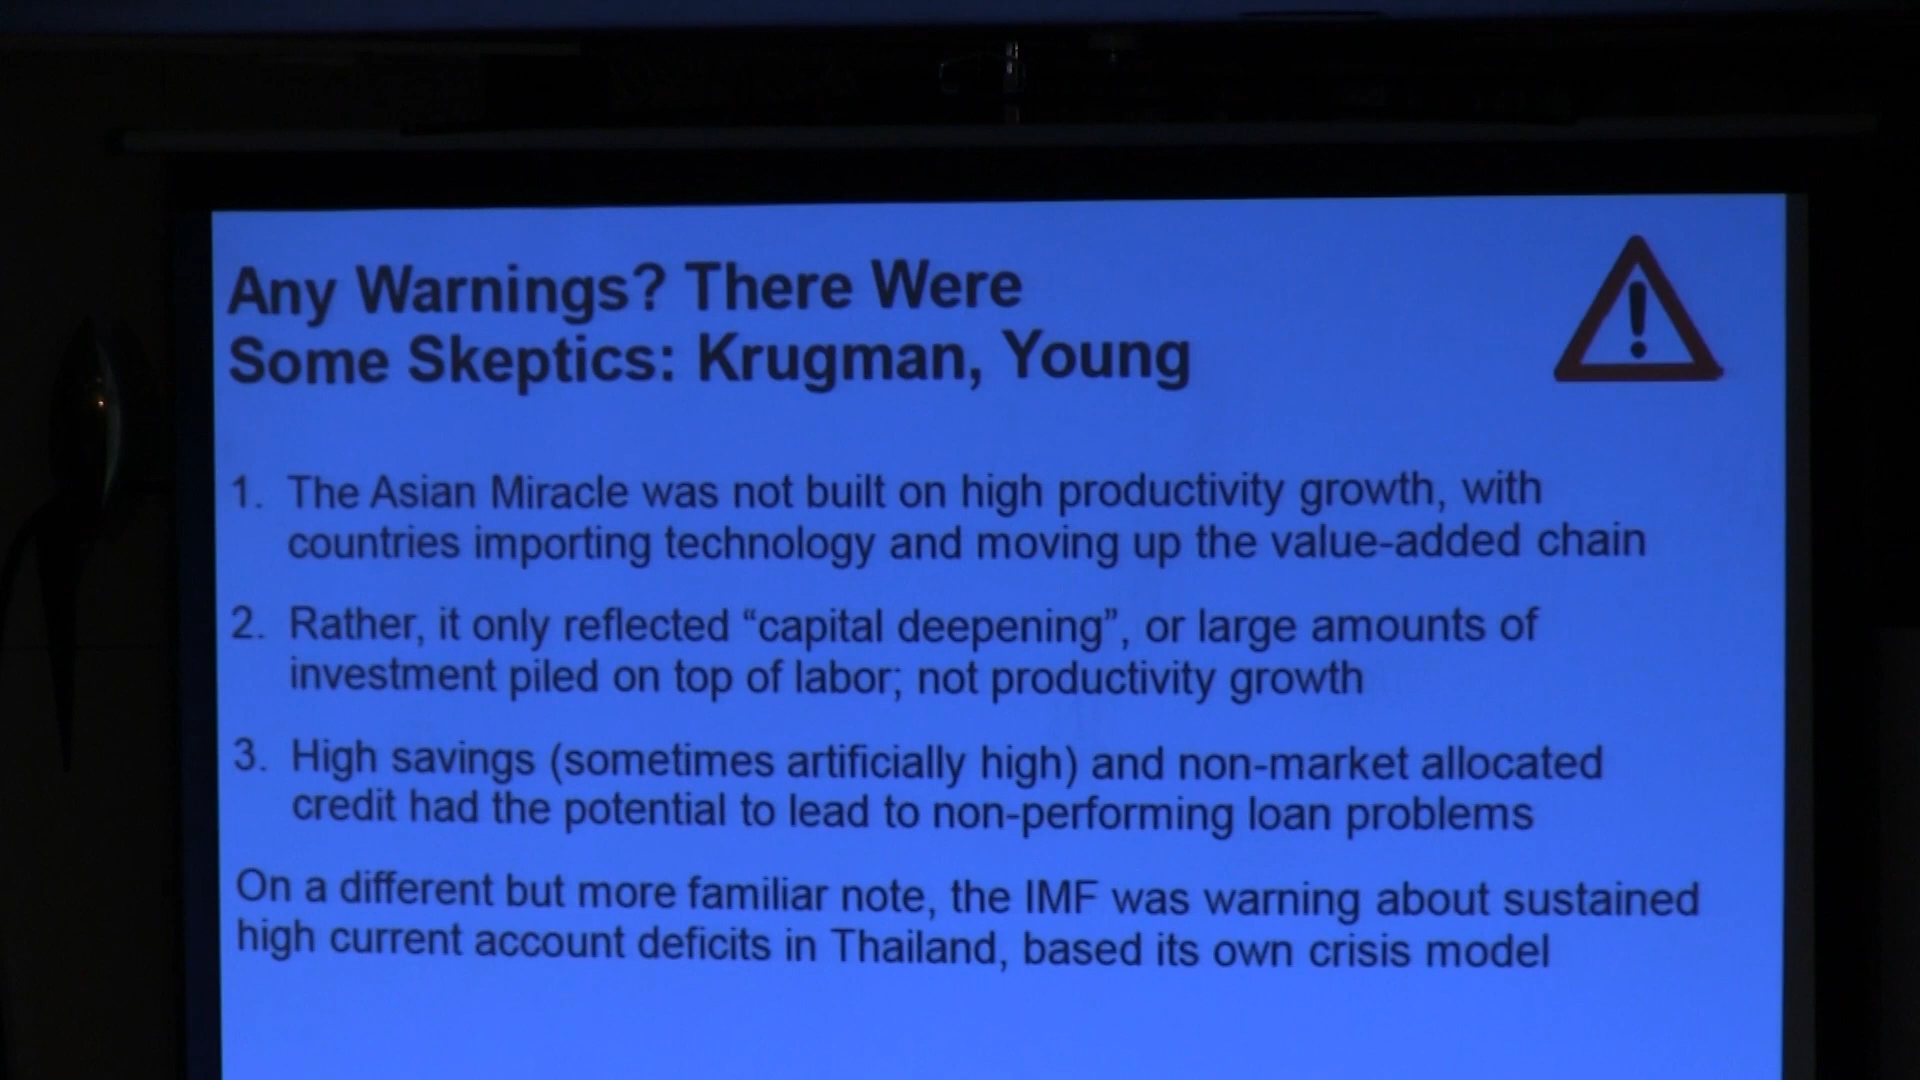 Any Warnings? There Were
Some Skeptics: Krugman, Young
1. The Asian Miracle was not built on high productivity growth, with
countries importing technology and moving up the value-added chain
2. Rather, it only reflected “capital deepening”, or large amounts of
investment piled on top of labor; not productivity growth
3. High savings (sometimes artificially high) and non-market allocated
credit had the potential to lead to non-performing loan problems
On a different but more familiar note, the IMF was warning about sustained
high current account deficits in Thailand, based its own crisis model